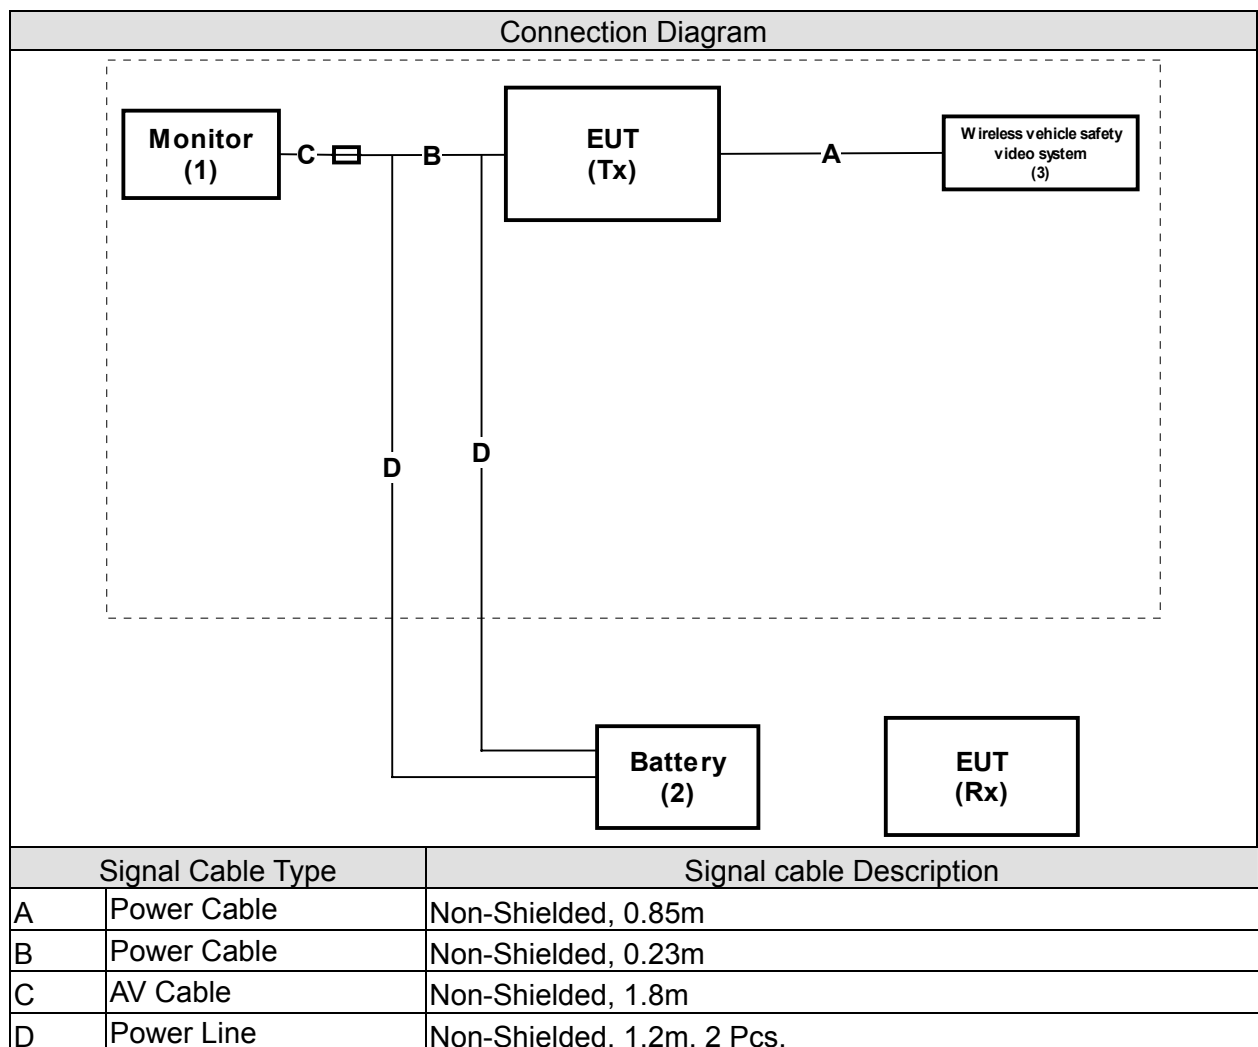 Connection Diagram
Monitor
(1)
C
B
EUT
(Tx)
A
Wireless vehicle safety
video system
(3)
D
D
Battery
(2)
EUT
(Rx)
Signal Cable Type Signal cable Description
A Power Cable Non-Shielded, 0.85m
B Power Cable Non-Shielded, 0.23m
C AV Cable Non-Shielded, 1.8m
D Power Line Non-Shielded, 1.2m, 2 Pcs.